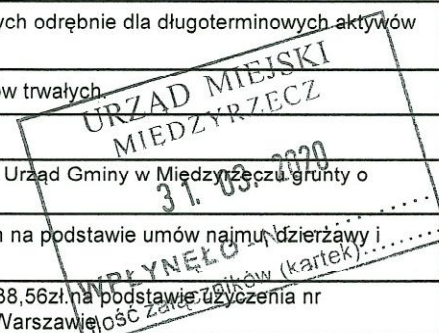 ych odrębnie dla długoterminowych aktywów
w trwałych.
URZĄD MIEJSKI
MIĘDZYRZECZ
Urząd Gminy w Międzyrzeczu grunty o
31. 03. 2020
h na podstawie umów najmu, dzierżawy i
WPŁYNĘŁO
38,56zł.na podstawie użyczenia nr
ilość załączników (kartek)
Warszawie